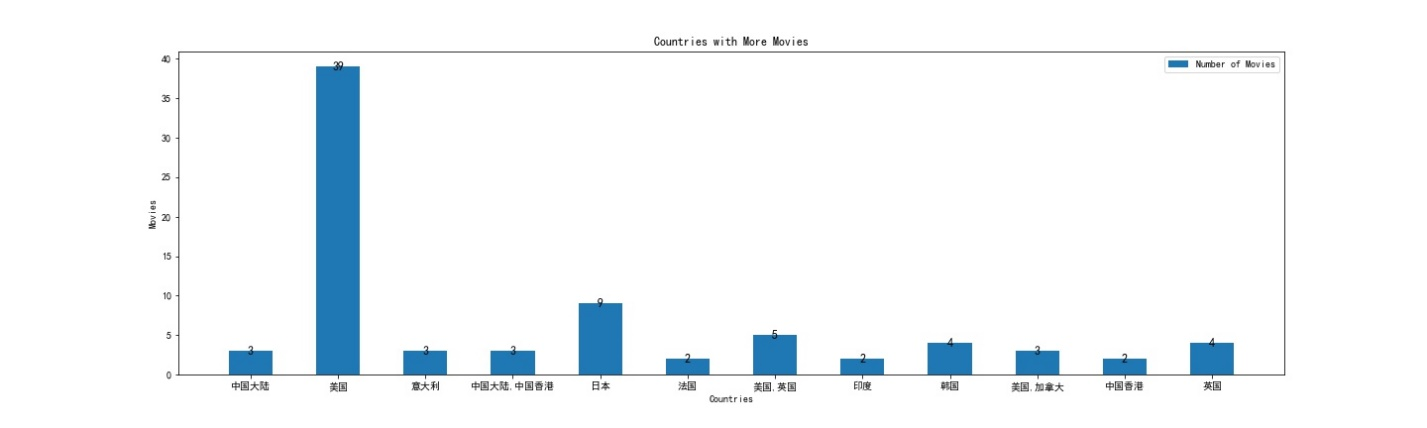 Countries with More Movies
Number of Movies
Movies
40
35
30
25
20
15
10
5
0
3
39
3
3
9
2
5
2
4
3
2
4
中国大陆
美国
意大利
中国大陆,中国香港
日本
法国
美国,英国
印度
韩国
美国,加拿大
中国香港
英国
Countries